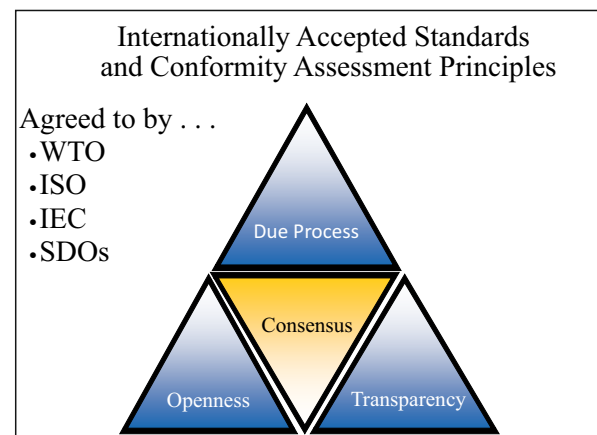 Internationally Accepted Standards
and Conformity Assessment Principles
Agreed to by . . .
•WTO
•ISO
•IEC
•SDOs
Due Process
Consensus
Openness
Transparency